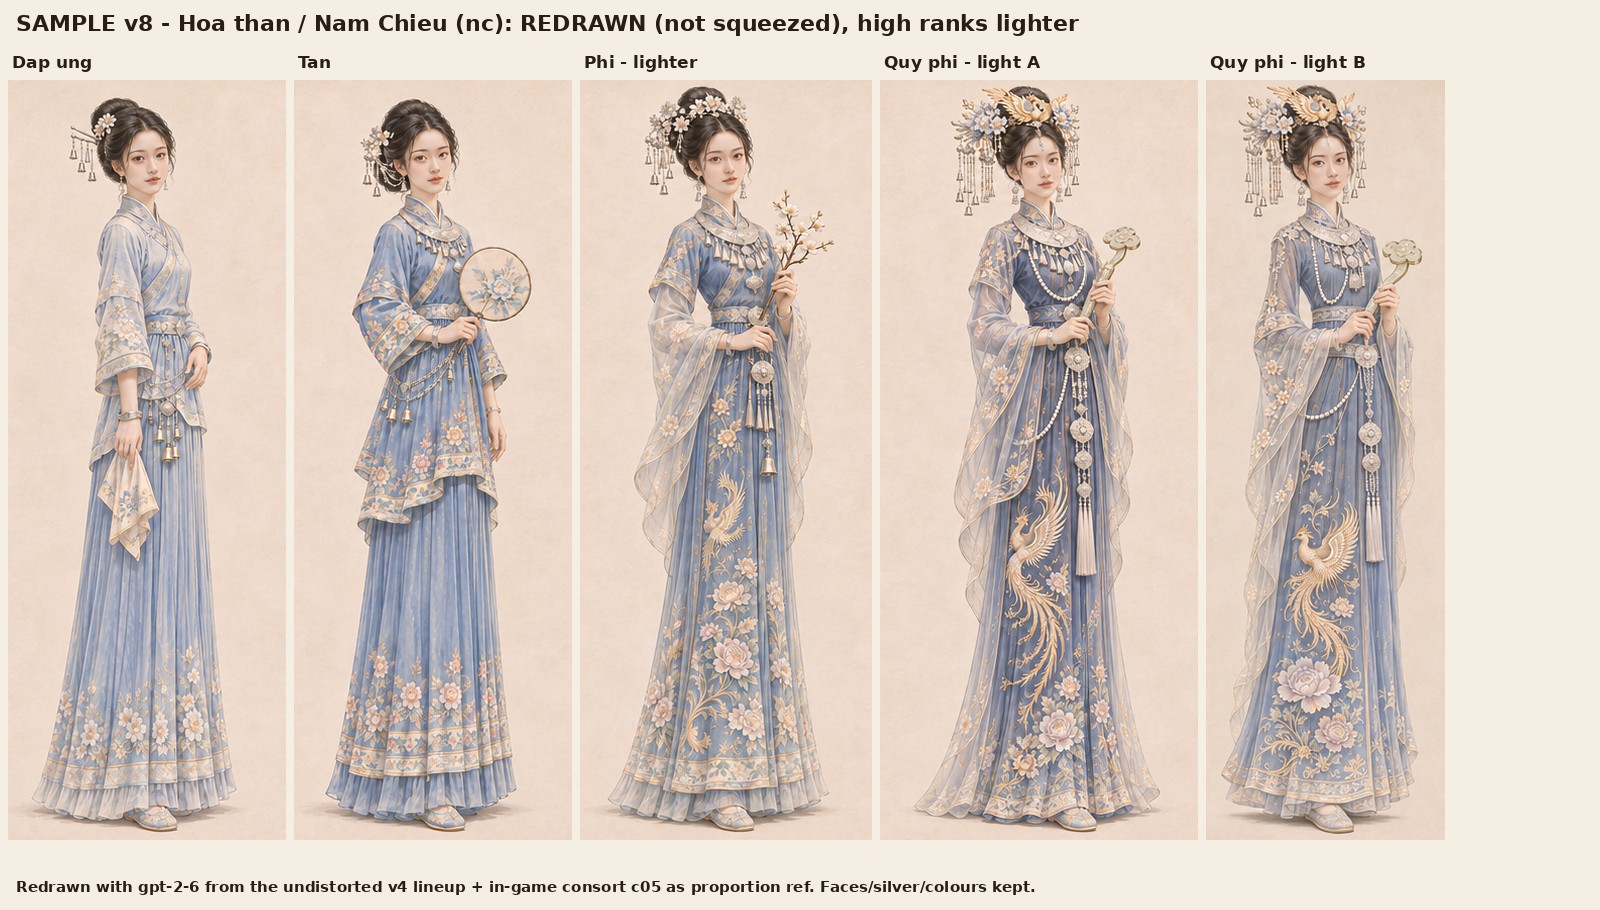 SAMPLE v8 - Hoa than / Nam Chieu (nc): REDRAWN (not squeezed), high ranks lighter
Dap ung
Tan
Phi - lighter
Quy phi - light A
Quy phi - light B
Redrawn with gpt-2-6 from the undistorted v4 lineup + in-game consort c05 as proportion ref. Faces/silver/colours kept.